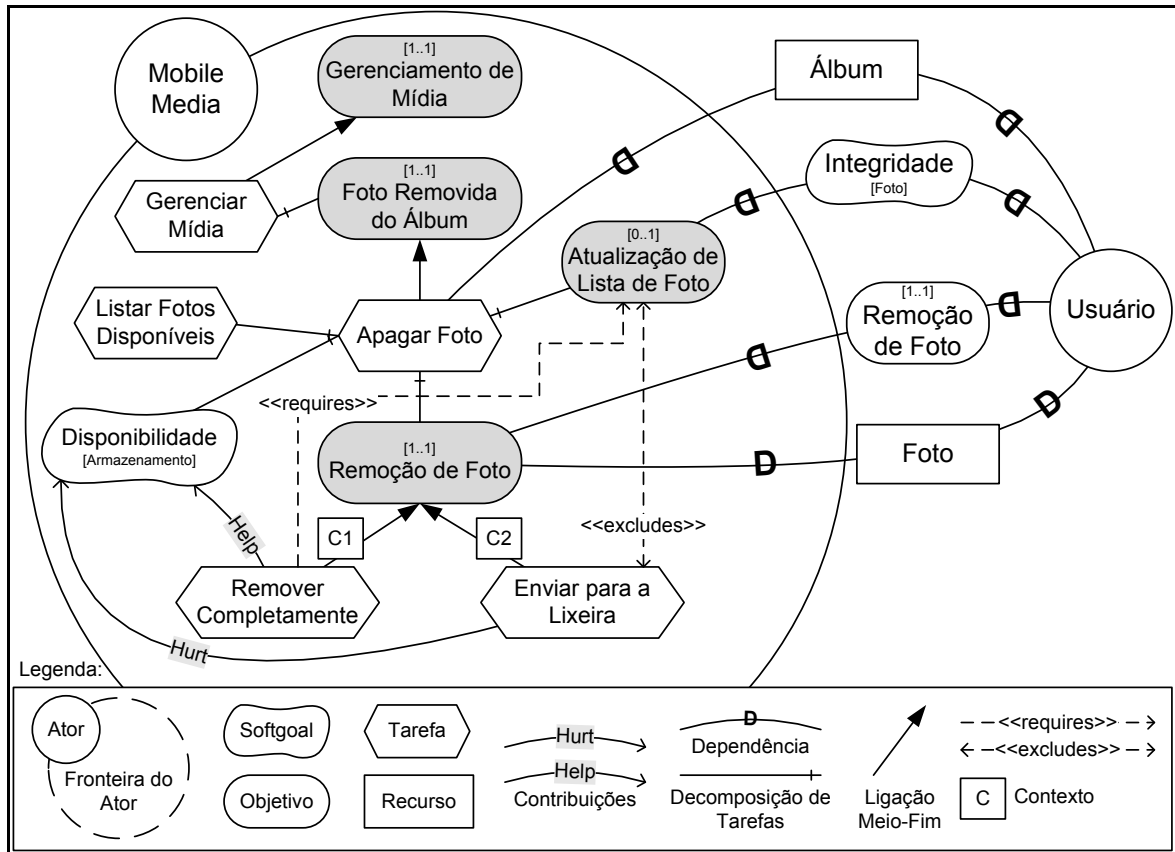 Mobile
Media
[1..1]
Gerenciamento de
Mídia
Álbum
D
D
Integridade
[Foto]
D
D
Gerenciar
Mídia
[1..1]
Foto Removida
do Álbum
[0..1]
Atualização de
Lista de Foto
[1..1]
Remoção
de Foto
D
Usuário
Listar Fotos
Disponíveis
Apagar Foto
D
<<requires>>
D
Disponibilidade
[Armazenamento]
[1..1]
Remoção de Foto
D
Foto
Help
C1
C2
<<excludes>>
Remover
Completamente
Enviar para a
Lixeira
Hurt
Legenda:
Ator
Fronteira do
Ator
Softgoal
Objetivo
Tarefa
Recurso
Hurt
Help
Contribuições
D
Dependência
Decomposição de
Tarefas
Ligação
Meio-Fim
<<requires>>
<<excludes>>
C
Contexto